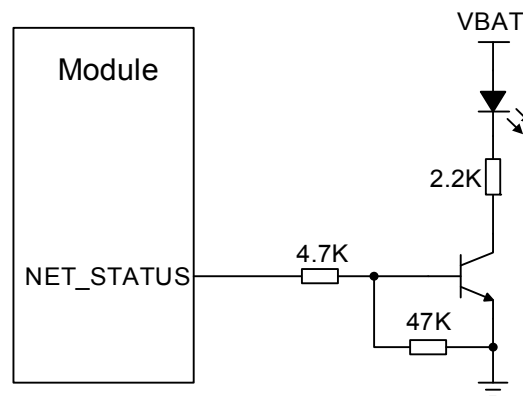 VBAT
Module
2.2K
4.7K
NET_STATUS
47K